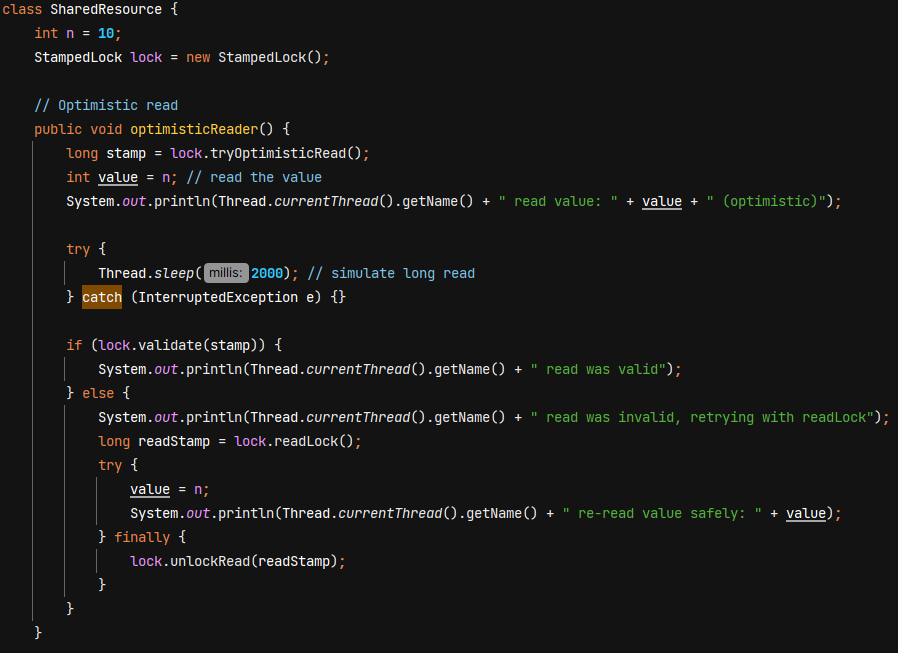 class SharedResource {
    int n = 10;
    StampedLock lock = new StampedLock();

    // Optimistic read
    public void optimisticReader() {
        long stamp = lock.tryOptimisticRead();
        int value = n; // read the value
        System.out.println(Thread.currentThread().getName() + " read value: " + value + " (optimistic)");

        try {
            Thread.sleep( millis: 2000); // simulate long read
        } catch (InterruptedException e) {}

        if (lock.validate(stamp)) {
            System.out.println(Thread.currentThread().getName() + " read was valid");
        } else {
            System.out.println(Thread.currentThread().getName() + " read was invalid, retrying with readLock");
            long readStamp = lock.readLock();
            try {
                value = n;
                System.out.println(Thread.currentThread().getName() + " re-read value safely: " + value);
            } finally {
                lock.unlockRead(readStamp);
            }
        }
    }